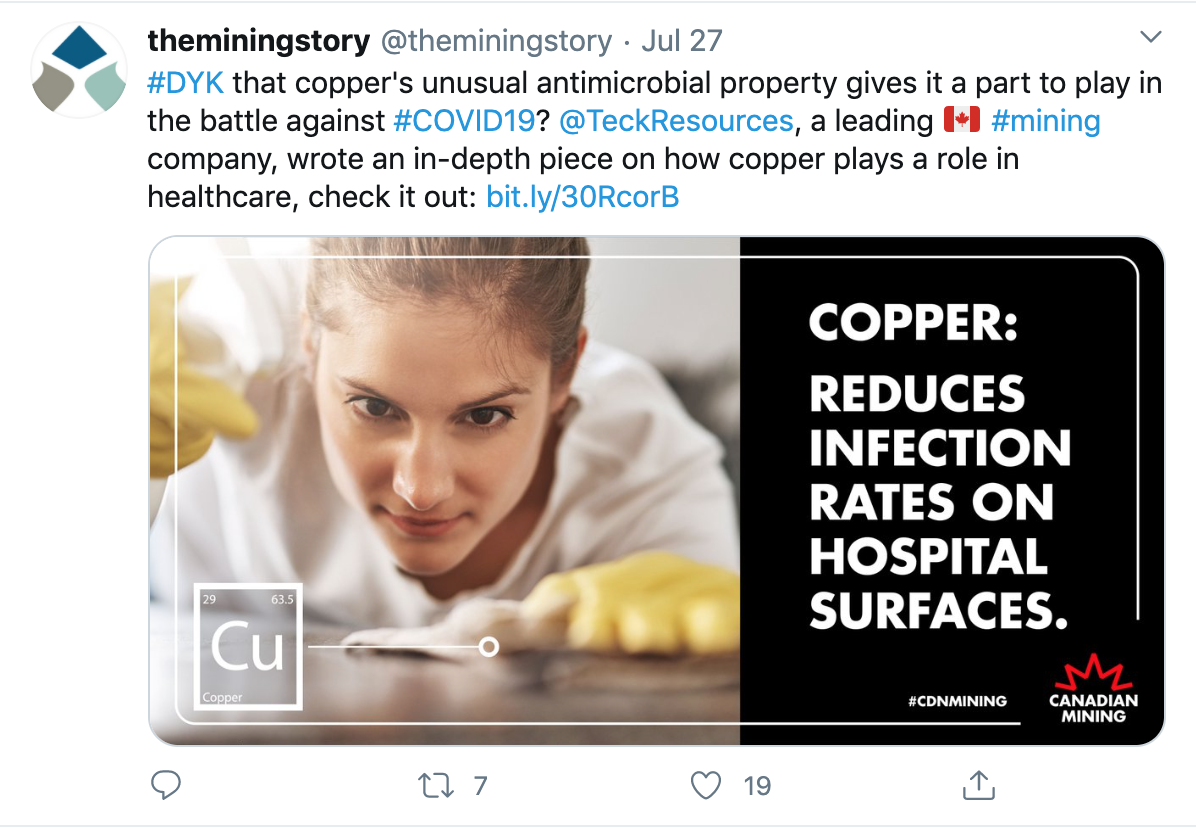 theminingstory @theminingstory · Jul 27
#DYK that copper's unusual antimicrobial property gives it a part to play in
the battle against #COVID19? @TeckResources, a leading 🇨🇦 #mining
company, wrote an in-depth piece on how copper plays a role in
healthcare, check it out: bit.ly/30RcorB
COPPER:
REDUCES
INFECTION
RATES ON
HOSPITAL
SURFACES.
29 63.5
Cu
Copper
#CDNMINING
CANADIAN
MINING
7 19